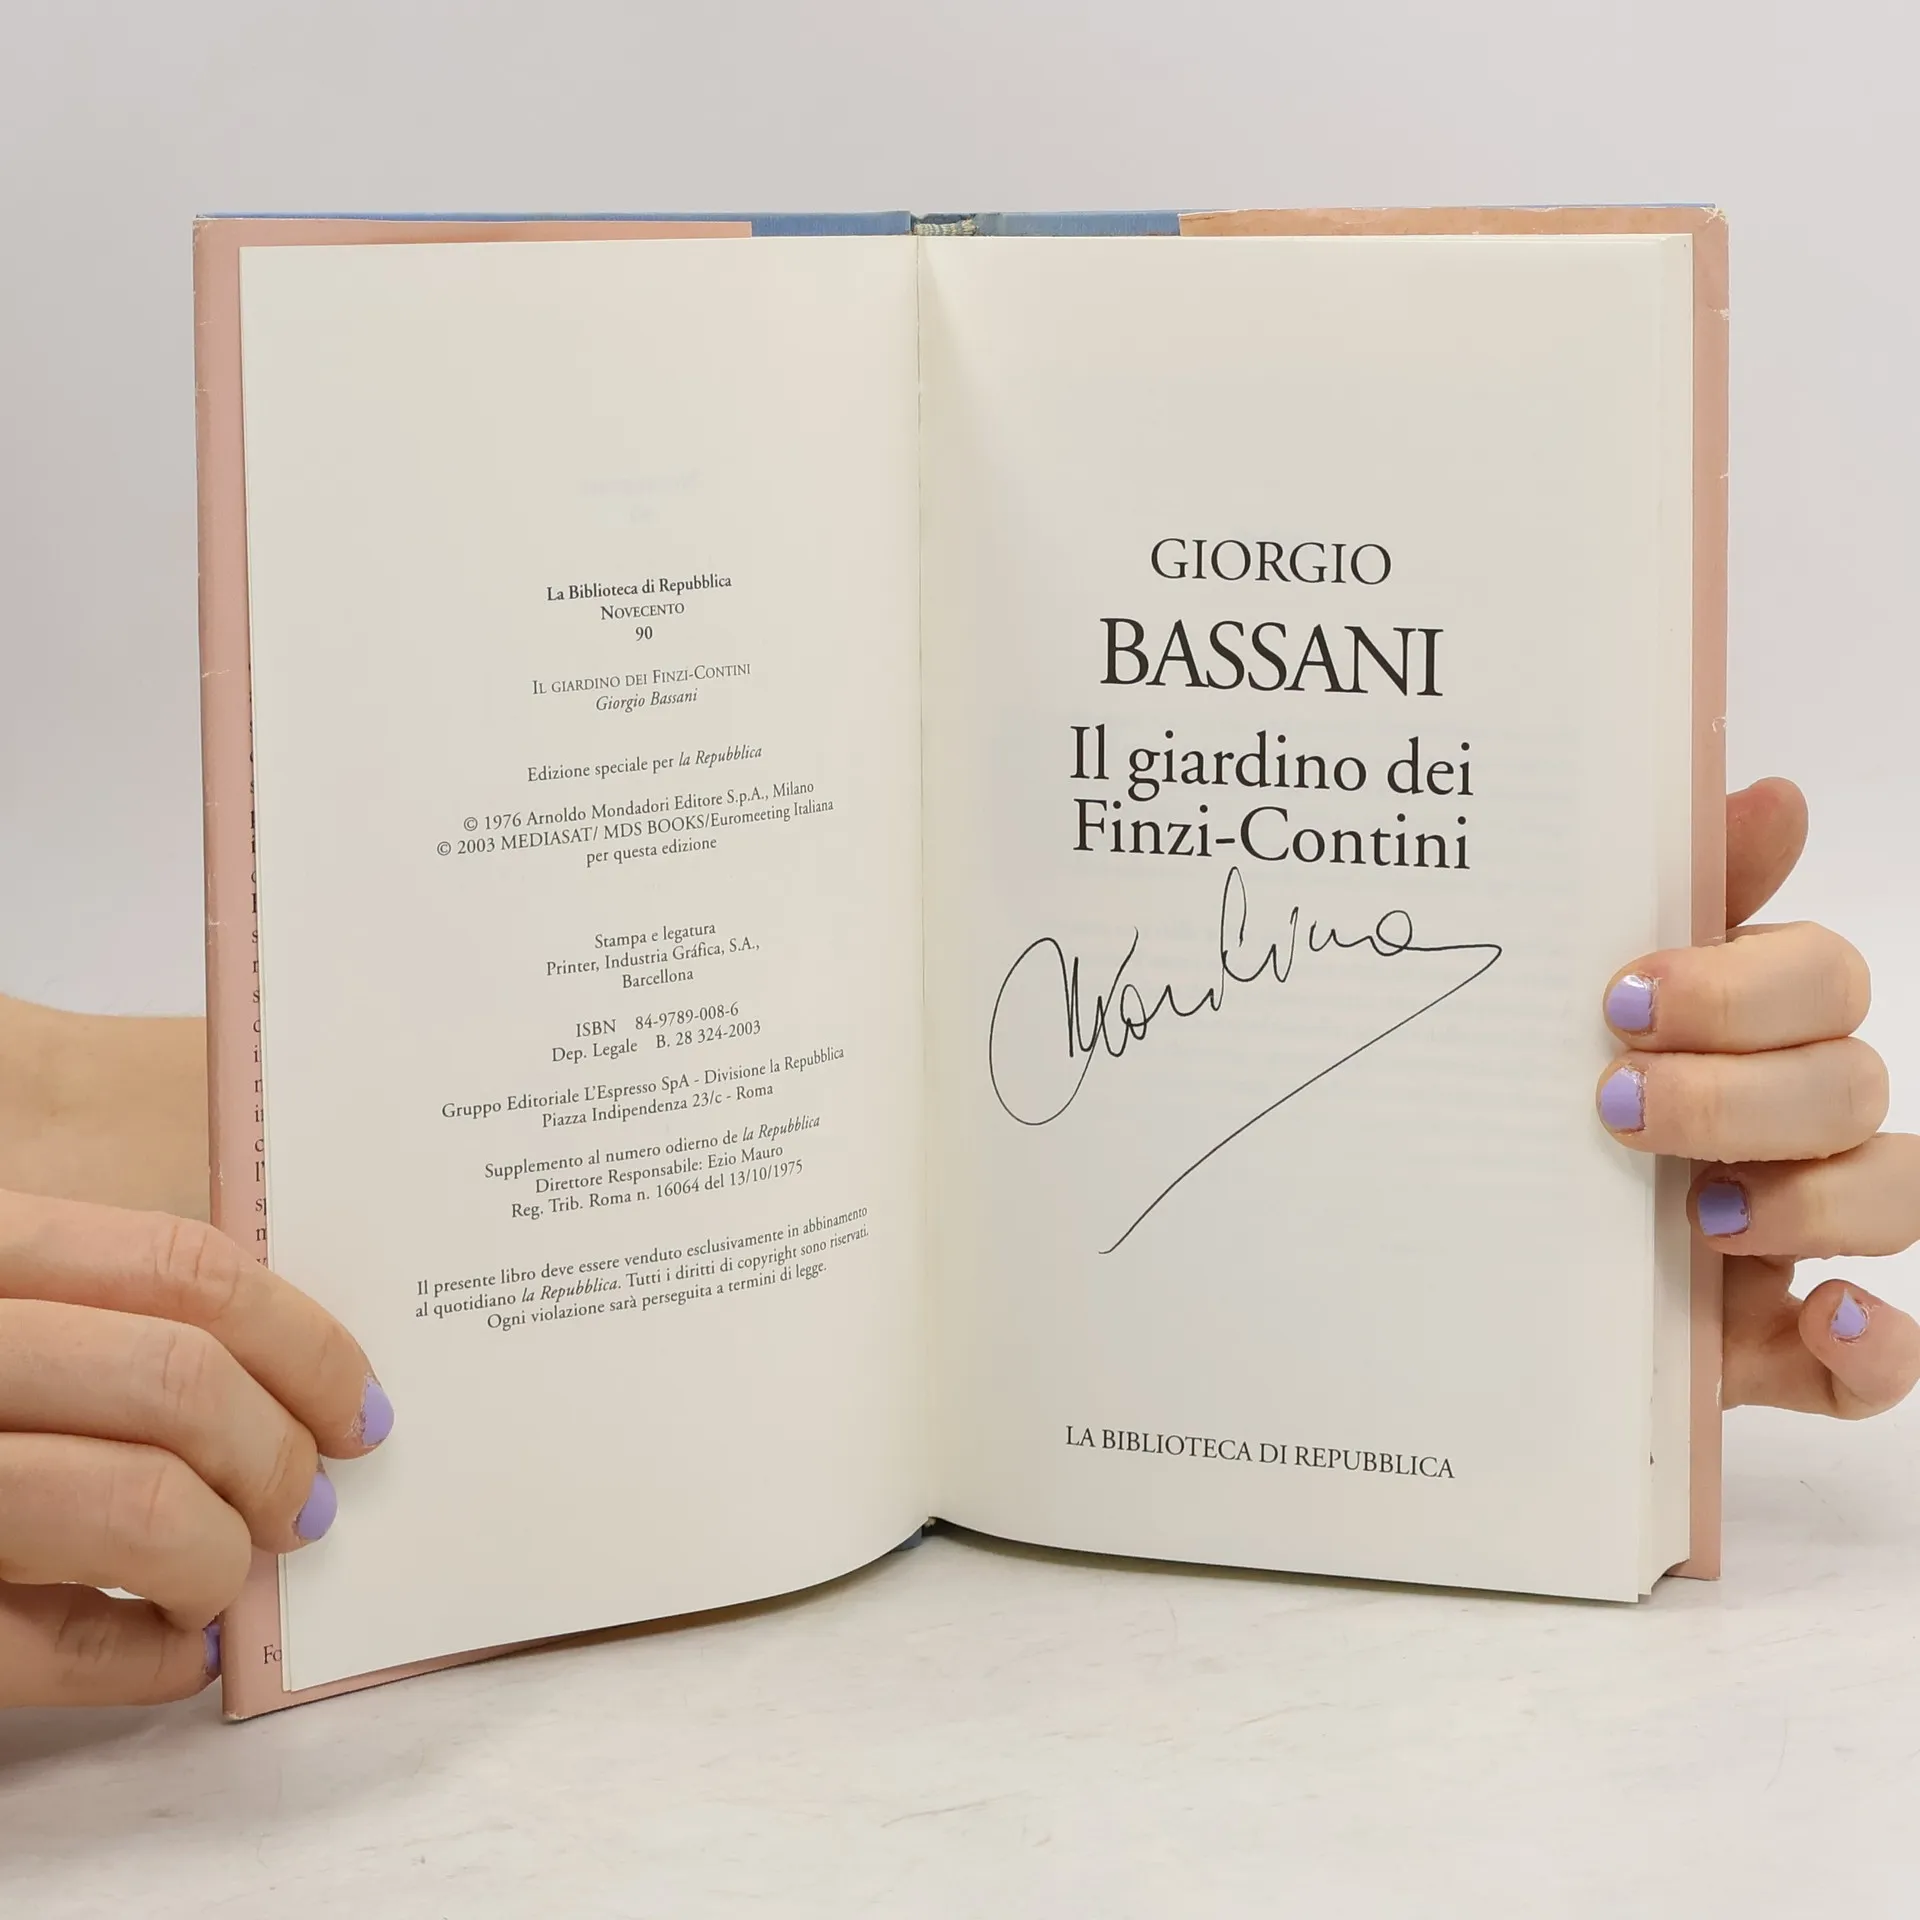 La Biblioteca di Repubblica
NOVECENTO
90
IL GIARDINO DEI FINZI-CONTINI
Giorgio Bassani
Edizione speciale per la Repubblica
© 1976 Arnoldo Mondadori Editore S.p.A., Milano
© 2003 MEDIASAT/ MDS BOOKS/Euromeeting Italiana
per questa edizione
Stampa e legatura
Printer, Industria Gráfica, S.A.,
Barcellona
ISBN 84-9789-008-6
Dep. Legale B. 28 324-2003
Gruppo Editoriale L'Espresso SpA - Divisione la Repubblica
Piazza Indipendenza 23/c - Roma
Supplemento al numero odierno de la Repubblica
Direttore Responsabile: Ezio Mauro
Reg. Trib. Roma n. 16064 del 13/10/1975
Il presente libro deve essere venduto esclusivamente in abbinamento
al quotidiano la Repubblica. Tutti i diritti di copyright sono riservati.
Ogni violazione sarà perseguita a termini di legge.
GIORGIO
BASSANI
Il giardino dei
Finzi-Contini
LA BIBLIOTECA DI REPUBBLICA